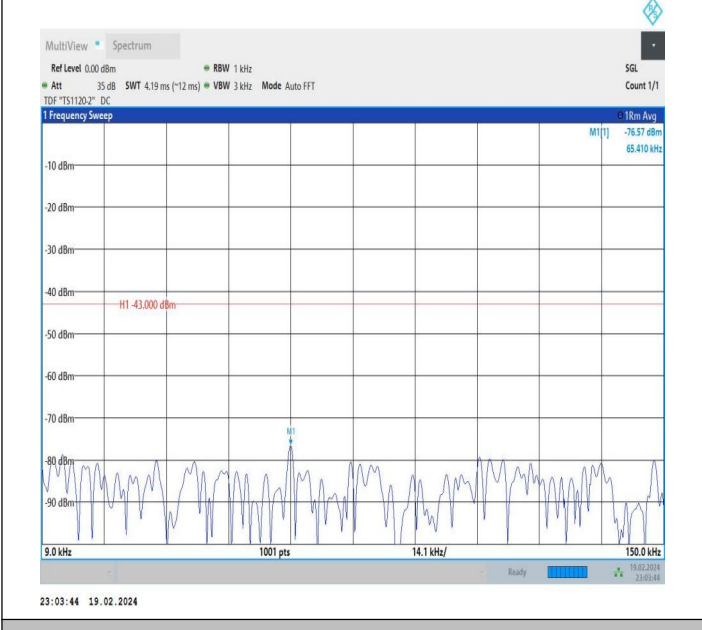 MultiView Spectrum
Ref Level 0.00 dBm RBW 1 kHz SGL
Att 35 dB SWT 4.19 ms (~12 ms) VBW 3 kHz Mode Auto FFT Count 1/1
TDF "TS1120-2" DC
1 Frequency Sweep 1Rm Avg
M1[1] -76.57 dBm
65.410 kHz
-10 dBm
-20 dBm
-30 dBm
-40 dBm
H1 -43.000 dBm
-50 dBm
-60 dBm
-70 dBm
M1
-80 dBm
-90 dBm
9.0 kHz 1001 pts 14.1 kHz/ 150.0 kHz
Ready 19.02.2024
23:03:44
23:03:44 19.02.2024